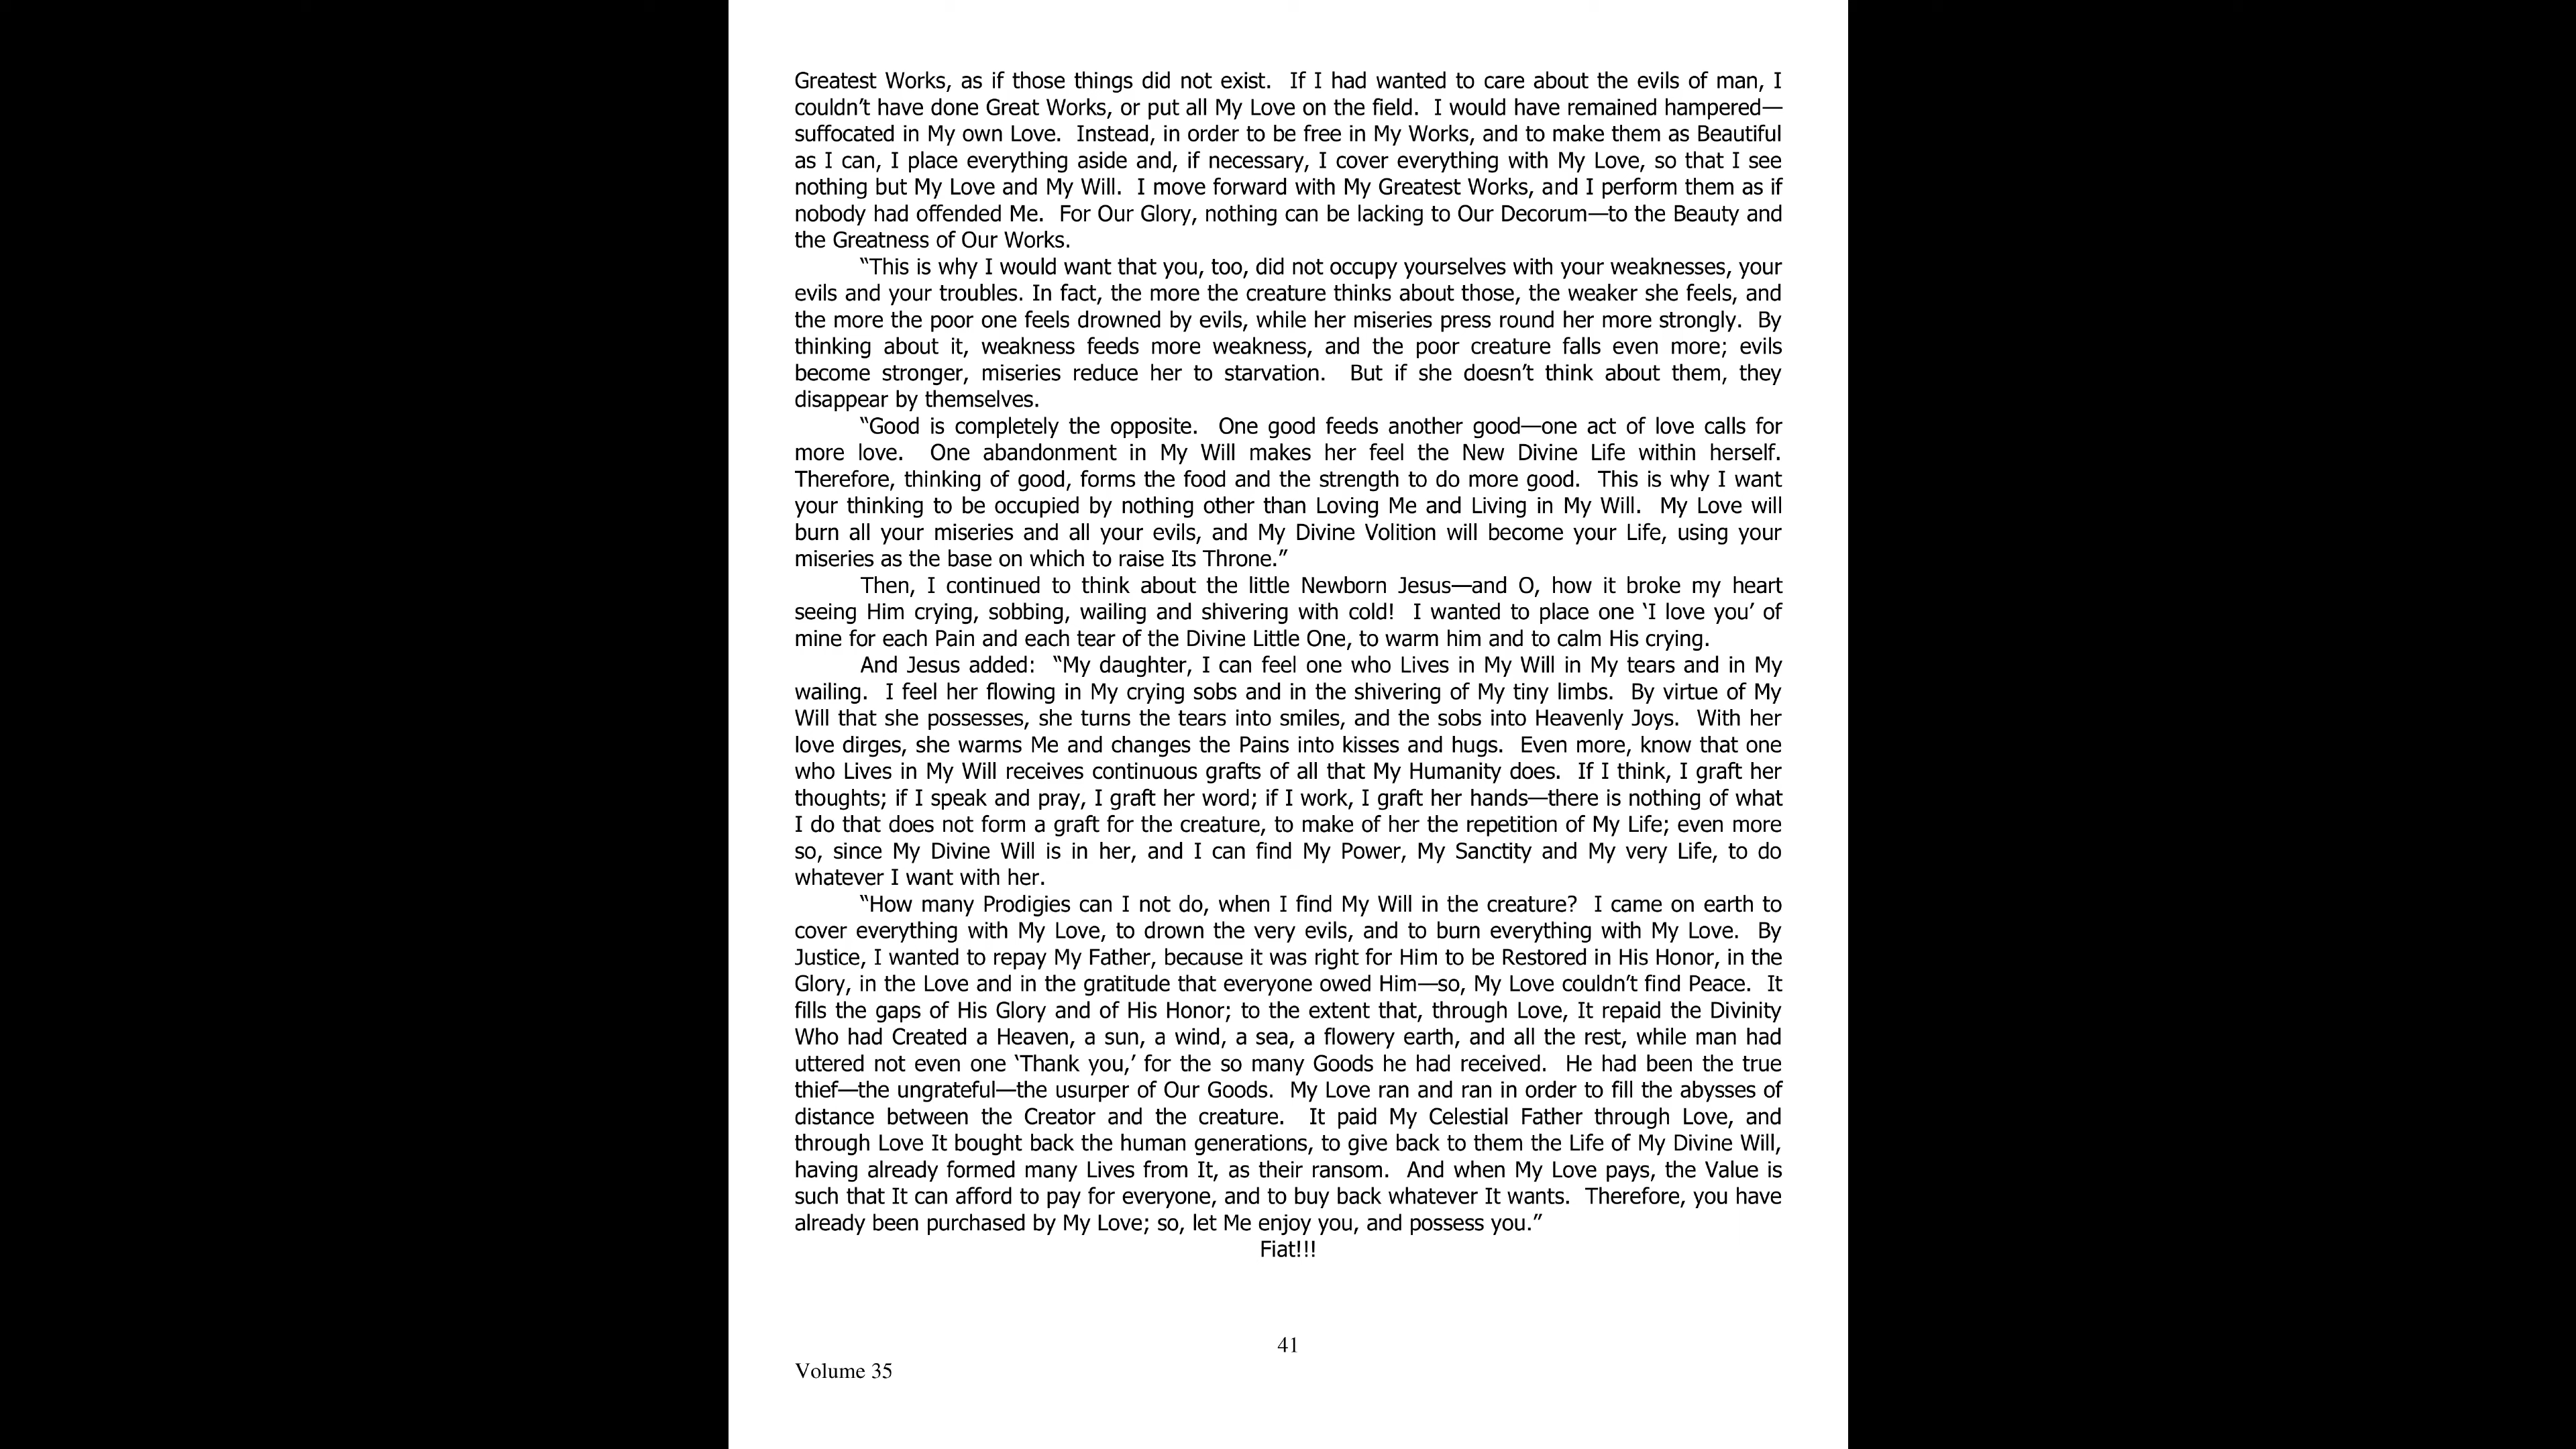 Greatest Works, as if those things did not exist.  If I had wanted to care about the evils of man, I
couldn’t have done Great Works, or put all My Love on the field.  I would have remained hampered—
suffocated in My own Love.  Instead, in order to be free in My Works, and to make them as Beautiful
as I can, I place everything aside and, if necessary, I cover everything with My Love, so that I see
nothing but My Love and My Will.  I move forward with My Greatest Works, and I perform them as if
nobody had offended Me.  For Our Glory, nothing can be lacking to Our Decorum—to the Beauty and
the Greatness of Our Works.
“This is why I would want that you, too, did not occupy yourselves with your weaknesses, your
evils and your troubles. In fact, the more the creature thinks about those, the weaker she feels, and
the more the poor one feels drowned by evils, while her miseries press round her more strongly.  By
thinking about it, weakness feeds more weakness, and the poor creature falls even more; evils
become stronger, miseries reduce her to starvation.  But if she doesn’t think about them, they
disappear by themselves.
“Good is completely the opposite.  One good feeds another good—one act of love calls for
more love.  One abandonment in My Will makes her feel the New Divine Life within herself.
Therefore, thinking of good, forms the food and the strength to do more good.  This is why I want
your thinking to be occupied by nothing other than Loving Me and Living in My Will.  My Love will
burn all your miseries and all your evils, and My Divine Volition will become your Life, using your
miseries as the base on which to raise Its Throne.”
Then, I continued to think about the little Newborn Jesus—and O, how it broke my heart
seeing Him crying, sobbing, wailing and shivering with cold!  I wanted to place one ‘I love you’ of
mine for each Pain and each tear of the Divine Little One, to warm him and to calm His crying.
And Jesus added:  “My daughter, I can feel one who Lives in My Will in My tears and in My
wailing.  I feel her flowing in My crying sobs and in the shivering of My tiny limbs.  By virtue of My
Will that she possesses, she turns the tears into smiles, and the sobs into Heavenly Joys.  With her
love dirges, she warms Me and changes the Pains into kisses and hugs.  Even more, know that one
who Lives in My Will receives continuous grafts of all that My Humanity does.  If I think, I graft her
thoughts; if I speak and pray, I graft her word; if I work, I graft her hands—there is nothing of what
I do that does not form a graft for the creature, to make of her the repetition of My Life; even more
so, since My Divine Will is in her, and I can find My Power, My Sanctity and My very Life, to do
whatever I want with her.
“How many Prodigies can I not do, when I find My Will in the creature?  I came on earth to
cover everything with My Love, to drown the very evils, and to burn everything with My Love.  By
Justice, I wanted to repay My Father, because it was right for Him to be Restored in His Honor, in the
Glory, in the Love and in the gratitude that everyone owed Him—so, My Love couldn’t find Peace.  It
fills the gaps of His Glory and of His Honor; to the extent that, through Love, It repaid the Divinity
Who had Created a Heaven, a sun, a wind, a sea, a flowery earth, and all the rest, while man had
uttered not even one ‘Thank you,’ for the so many Goods he had received.  He had been the true
thief—the ungrateful—the usurper of Our Goods.  My Love ran and ran in order to fill the abysses of
distance between the Creator and the creature.  It paid My Celestial Father through Love, and
through Love It bought back the human generations, to give back to them the Life of My Divine Will,
having already formed many Lives from It, as their ransom.  And when My Love pays, the Value is
such that It can afford to pay for everyone, and to buy back whatever It wants.  Therefore, you have
already been purchased by My Love; so, let Me enjoy you, and possess you.”
Fiat!!!
41
Volume 35